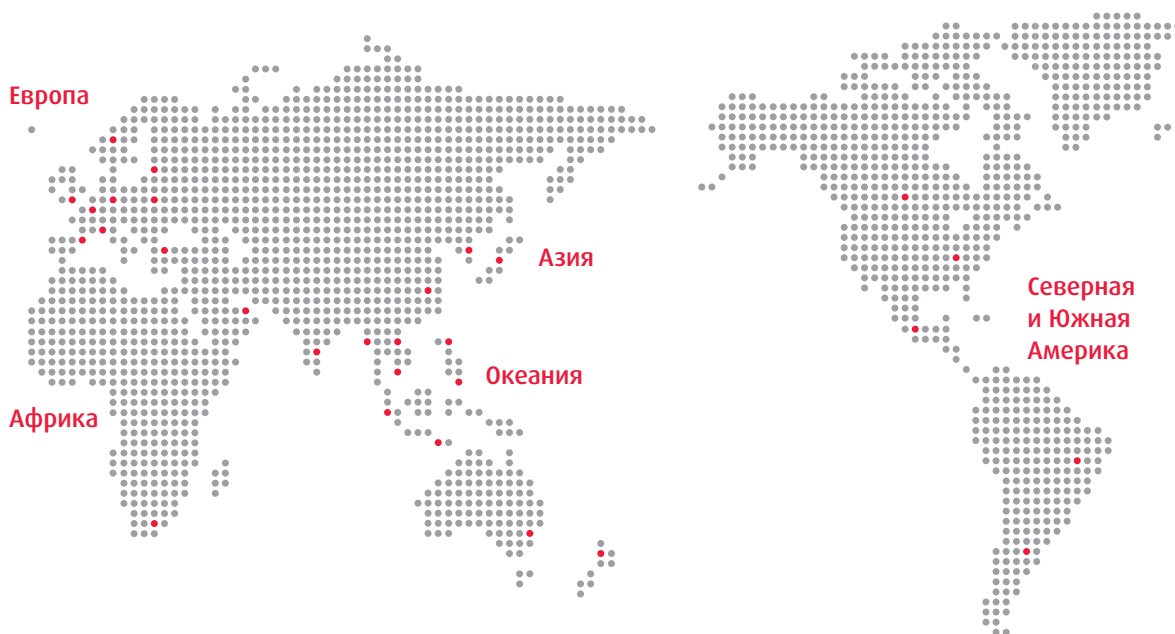 Европа
Азия
Северная
и Южная
Америка
Океания
Африка